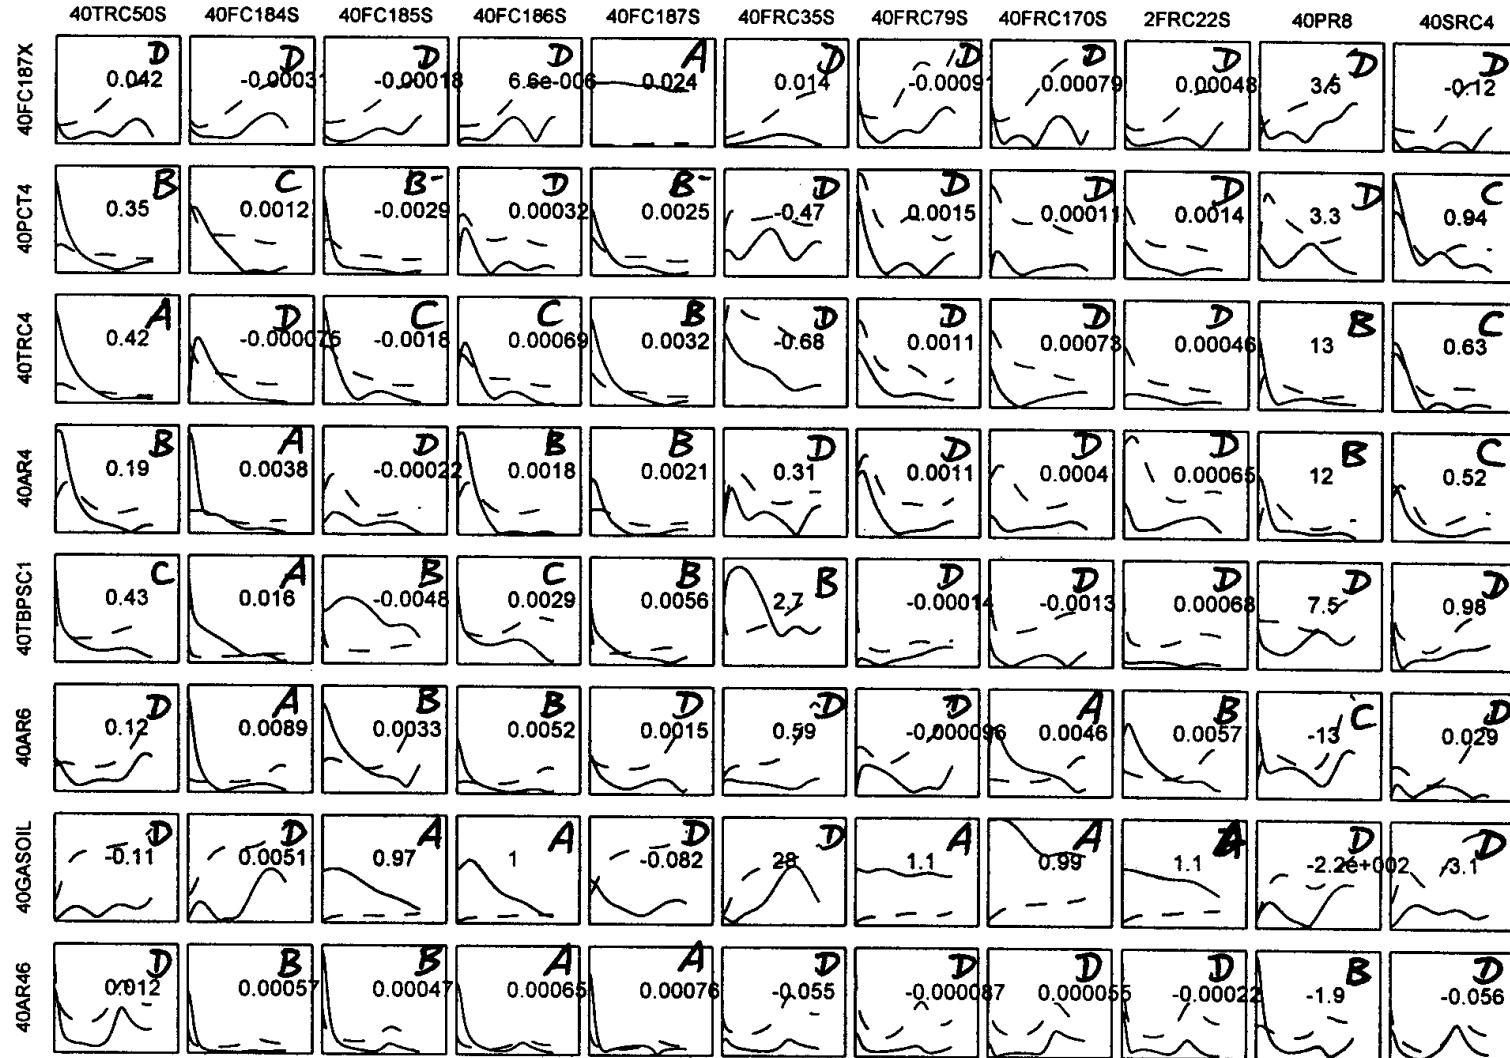 40TRC50S 40FC184S 40FC185S 40FC186S 40FC187S 40FRC35S 40FRC79S 40FRC170S 2FRC22S 40PR8 40SRC4
D D D D A D D D D D D
40FC187X 0.042 -0.00031 -0.00018 6.6e-006 0.024 0.014 -0.00091 0.00079 0.00048 3.5 -0.12
B C B- D B- D D D D D C
40PCT4 0.35 0.0012 -0.0029 0.00032 0.0025 -0.47 0.0015 0.00011 0.0014 3.3 0.94
A D C C B D D D D B C
40TRC4 0.42 -0.000075 -0.0018 0.00069 0.0032 -0.68 0.0011 0.00073 0.00046 13 0.63
B A D B B D D D D B C
40AR4 0.19 0.0038 -0.00022 0.0018 0.0021 0.31 0.0011 0.0004 0.00065 12 0.52
C A B C B B D D D D D
40TBPSC1 0.43 0.016 -0.0048 0.0029 0.0056 2.7 -0.00014 -0.0013 0.00068 7.5 0.98
D A B B D D D A B C D
40AR6 0.12 0.0089 0.0033 0.0052 0.0015 0.59 -0.000096 0.0046 0.0057 -13 0.029
D D A A D D A A A D D
40GASOIL -0.11 0.0051 0.97 1 -0.082 28 1.1 0.99 1.1 -2.2e+002 -3.1
D B B A A D D D D B D
40AR46 0.012 0.00057 0.00047 0.00065 0.00076 -0.055 -0.000087 0.000055 -0.00022 -1.9 -0.056